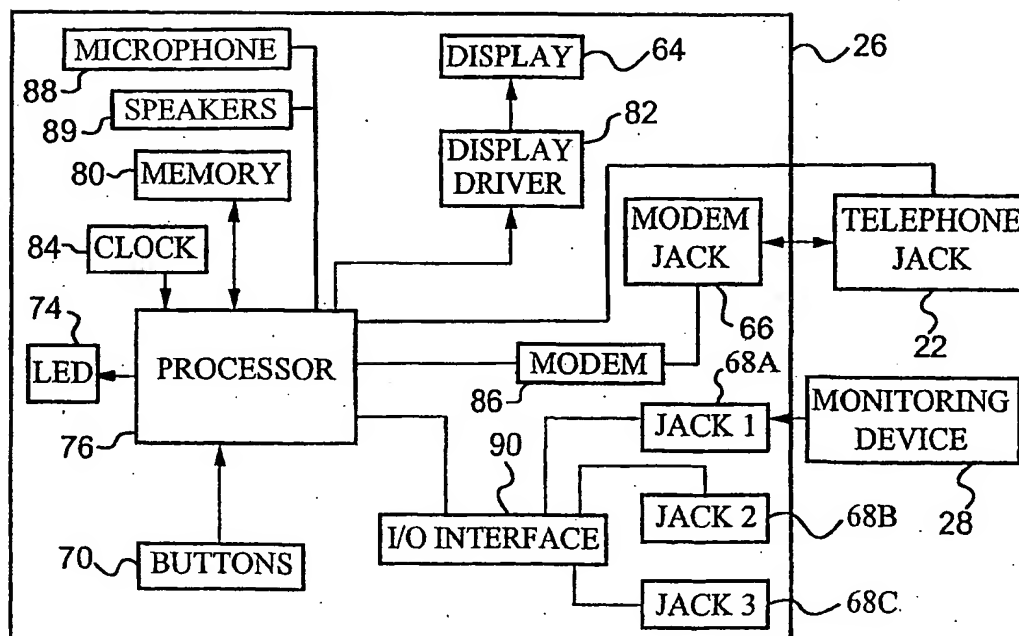 MICROPHONE
88
SPEAKERS
89
80
MEMORY
84
CLOCK
74
LED
PROCESSOR
76
70
BUTTONS
DISPLAY
64
82
DISPLAY
DRIVER
26
MODEM
JACK
66
TELEPHONE
JACK
22
MODEM
86
68A
JACK 1
MONITORING
DEVICE
28
90
I/O INTERFACE
JACK 2
68B
JACK 3
68C